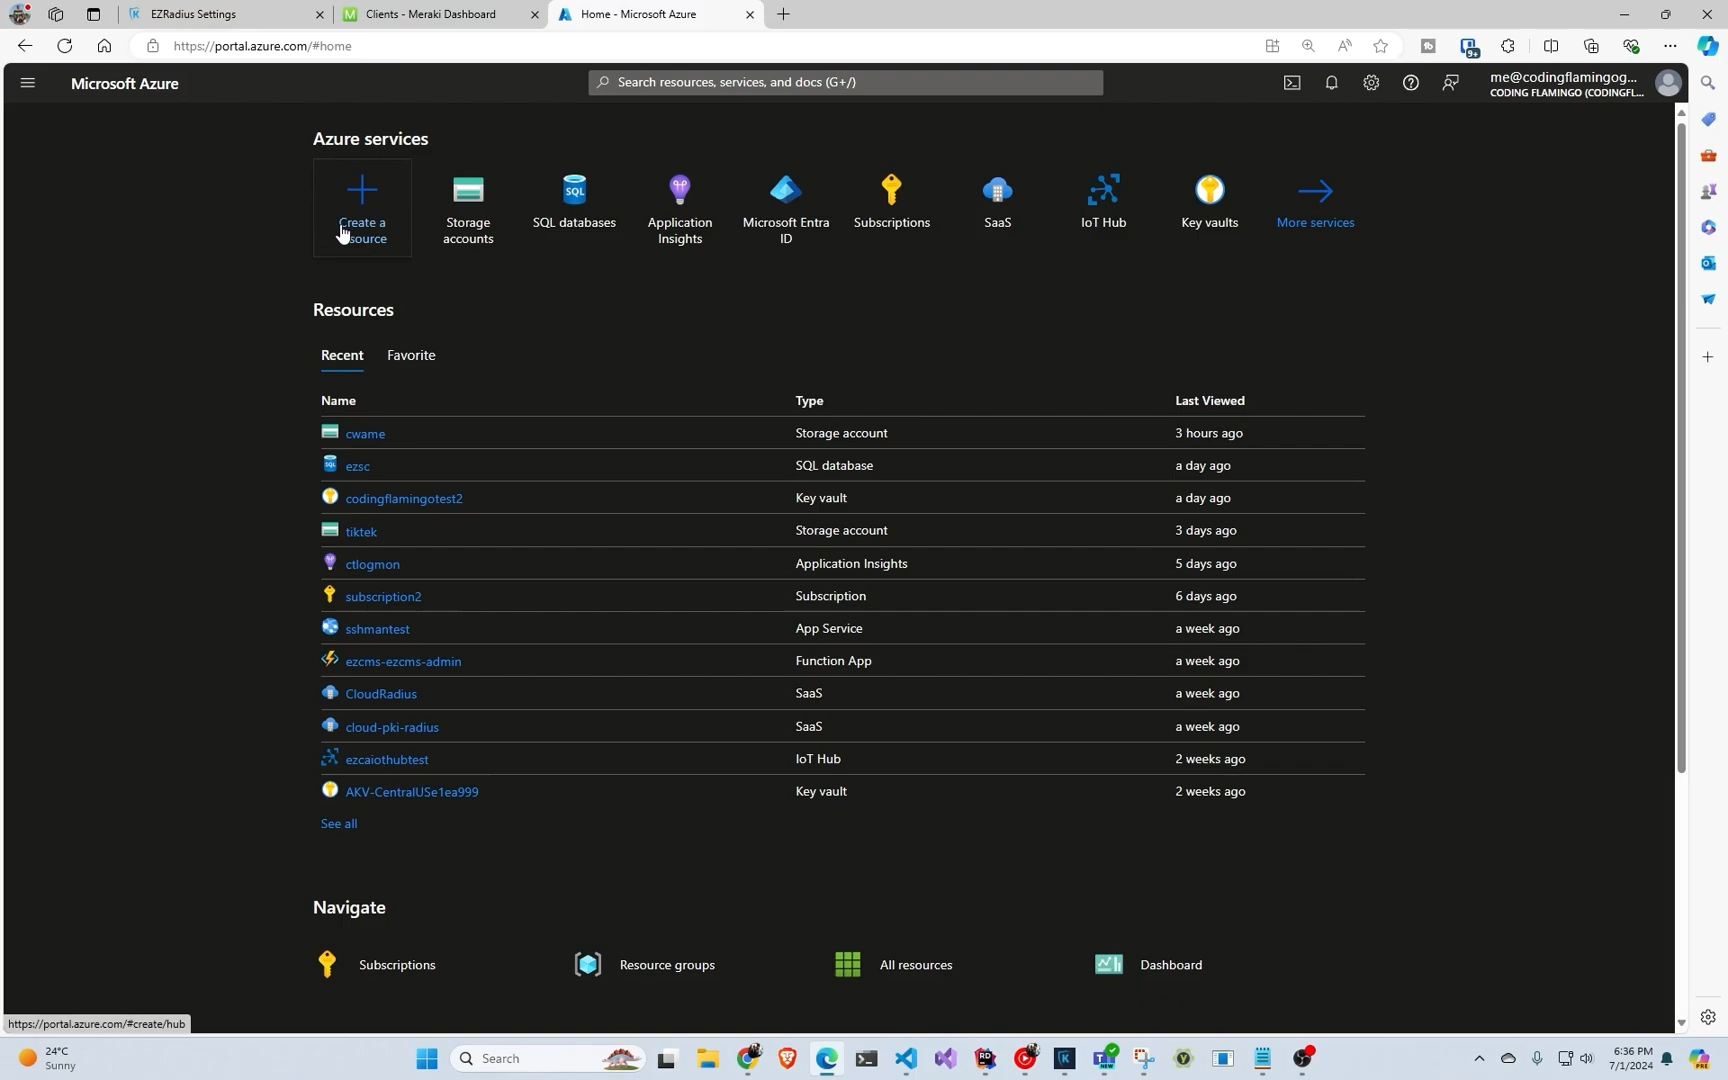 EZRadius Settings
Clients - Meraki Dashboard
Home - Microsoft Azure
https://portal.azure.com/#home
9+
Microsoft Azure
Search resources, services, and docs (G+/)
me@codingflamingog...
CODING FLAMINGO (CODINGFL...
Azure services
Create a
Storage accounts
SQL databases
Application Insights
Microsoft Entra ID
Subscriptions
SaaS
IoT Hub
Key vaults
More services
Resources
Recent
Favorite
Name Type Last Viewed
cwame Storage account 3 hours ago
ezsc SQL database a day ago
codingflamingotest2 Key vault a day ago
tiktek Storage account 3 days ago
ctlogmon Application Insights 5 days ago
subscription2 Subscription 6 days ago
sshmantest App Service a week ago
ezcms-ezcms-admin Function App a week ago
CloudRadius SaaS a week ago
cloud-pki-radius SaaS a week ago
ezcaiothubtest IoT Hub 2 weeks ago
AKV-CentralUSe1ea999 Key vault 2 weeks ago
See all
Navigate
Subscriptions
Resource groups
All resources
Dashboard
https://portal.azure.com/#create/hub
24°C
Sunny
Search
6:36 PM
7/1/2024